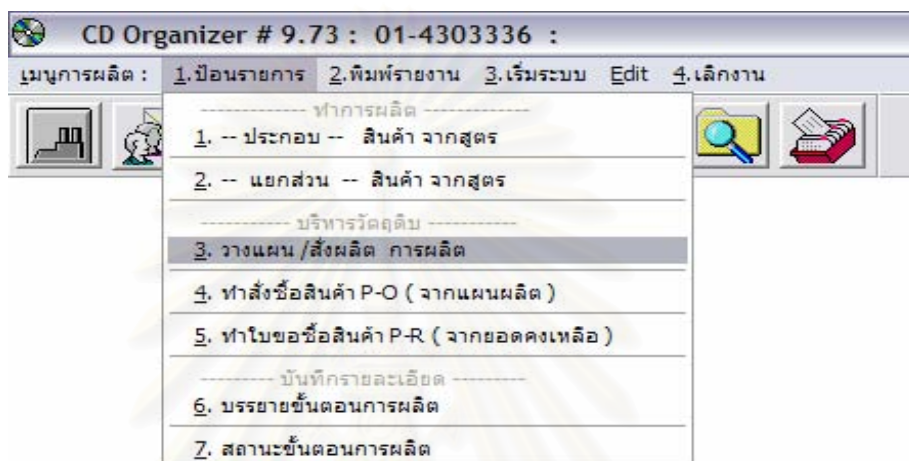 CD Organizer # 9.73 : 01-4303336 :
เมนูการผลิต : 1.ป้อนรายการ 2.พิมพ์รายงาน 3.เริ่มระบบ Edit 4.เลิกงาน
------------- ทำการผลิต --------------
1. -- ประกอบ -- สินค้า จากสูตร
2. -- แยกส่วน -- สินค้า จากสูตร
----------- บริหารวัตถุดิบ -----------
3. วางแผน /สั่งผลิต การผลิต
4. ทำสั่งซื้อสินค้า P-O ( จากแผนผลิต )
5. ทำใบขอซื้อสินค้า P-R ( จากยอดคงเหลือ )
--------- บันทึกรายละเอียด ---------
6. บรรยายขั้นตอนการผลิต
7. สถานะขั้นตอนการผลิต